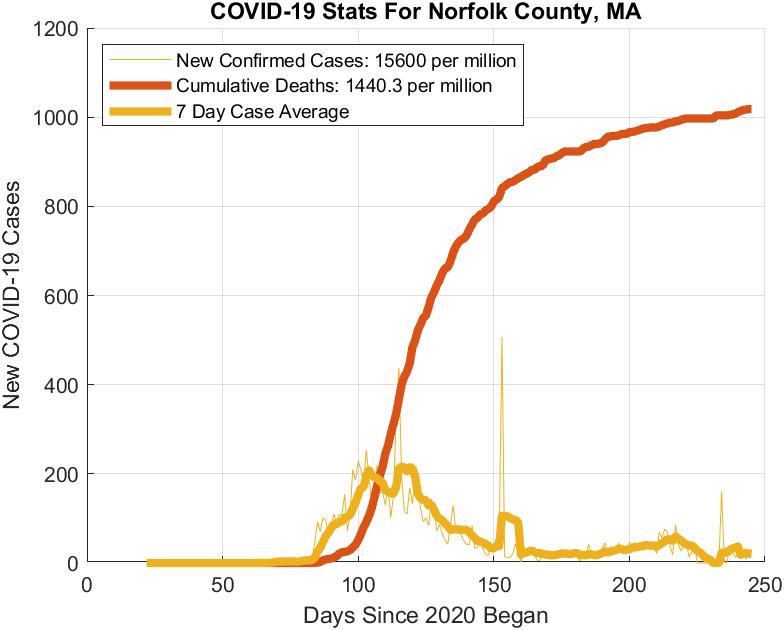 COVID-19 Stats For Norfolk County, MA
1200
New Confirmed Cases: 15600 per million
Cumulative Deaths: 1440.3 per million
7 Day Case Average
1000
800
600
400
200
0
New COVID-19 Cases
0 50 100 150 200 250
Days Since 2020 Began